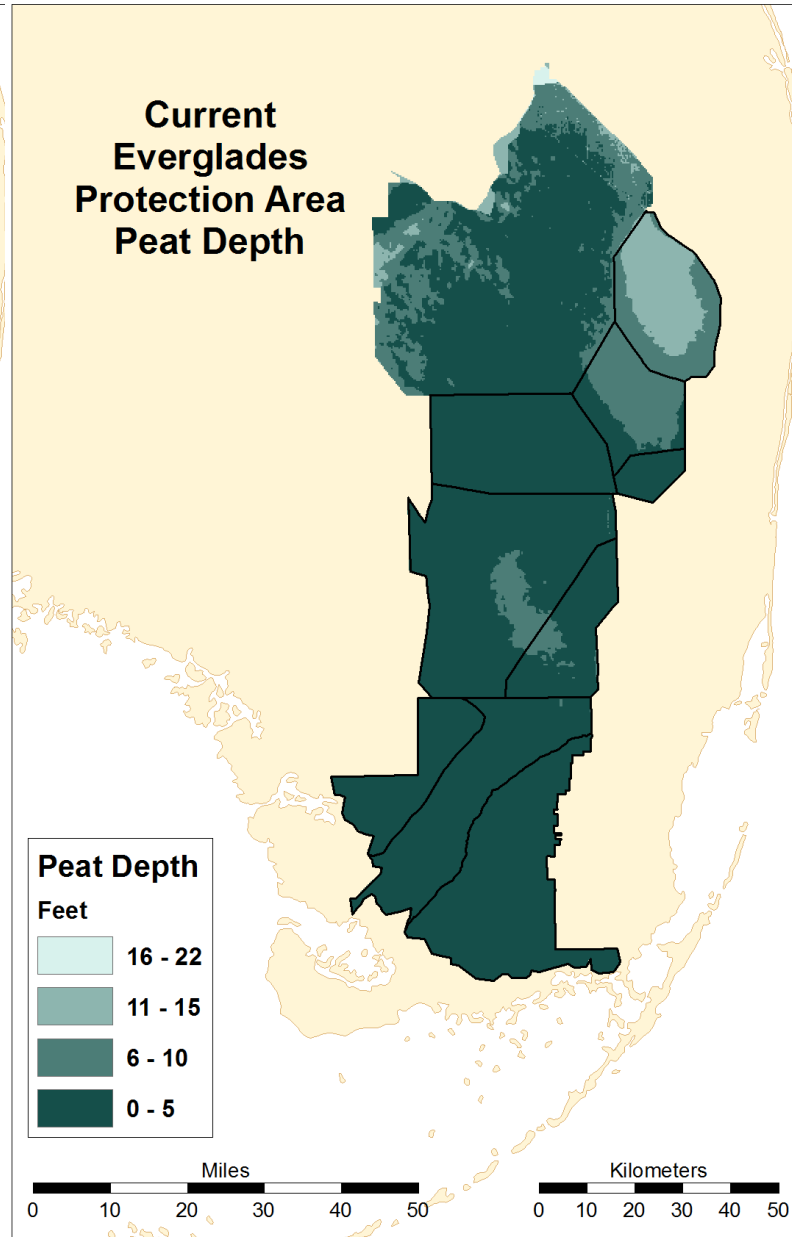 Current
Everglades
Protection Area
Peat Depth
Peat Depth
Feet
16 - 22
11 - 15
6 - 10
0 - 5
Miles
0 10 20 30 40 50
Kilometers
0 10 20 30 40 50